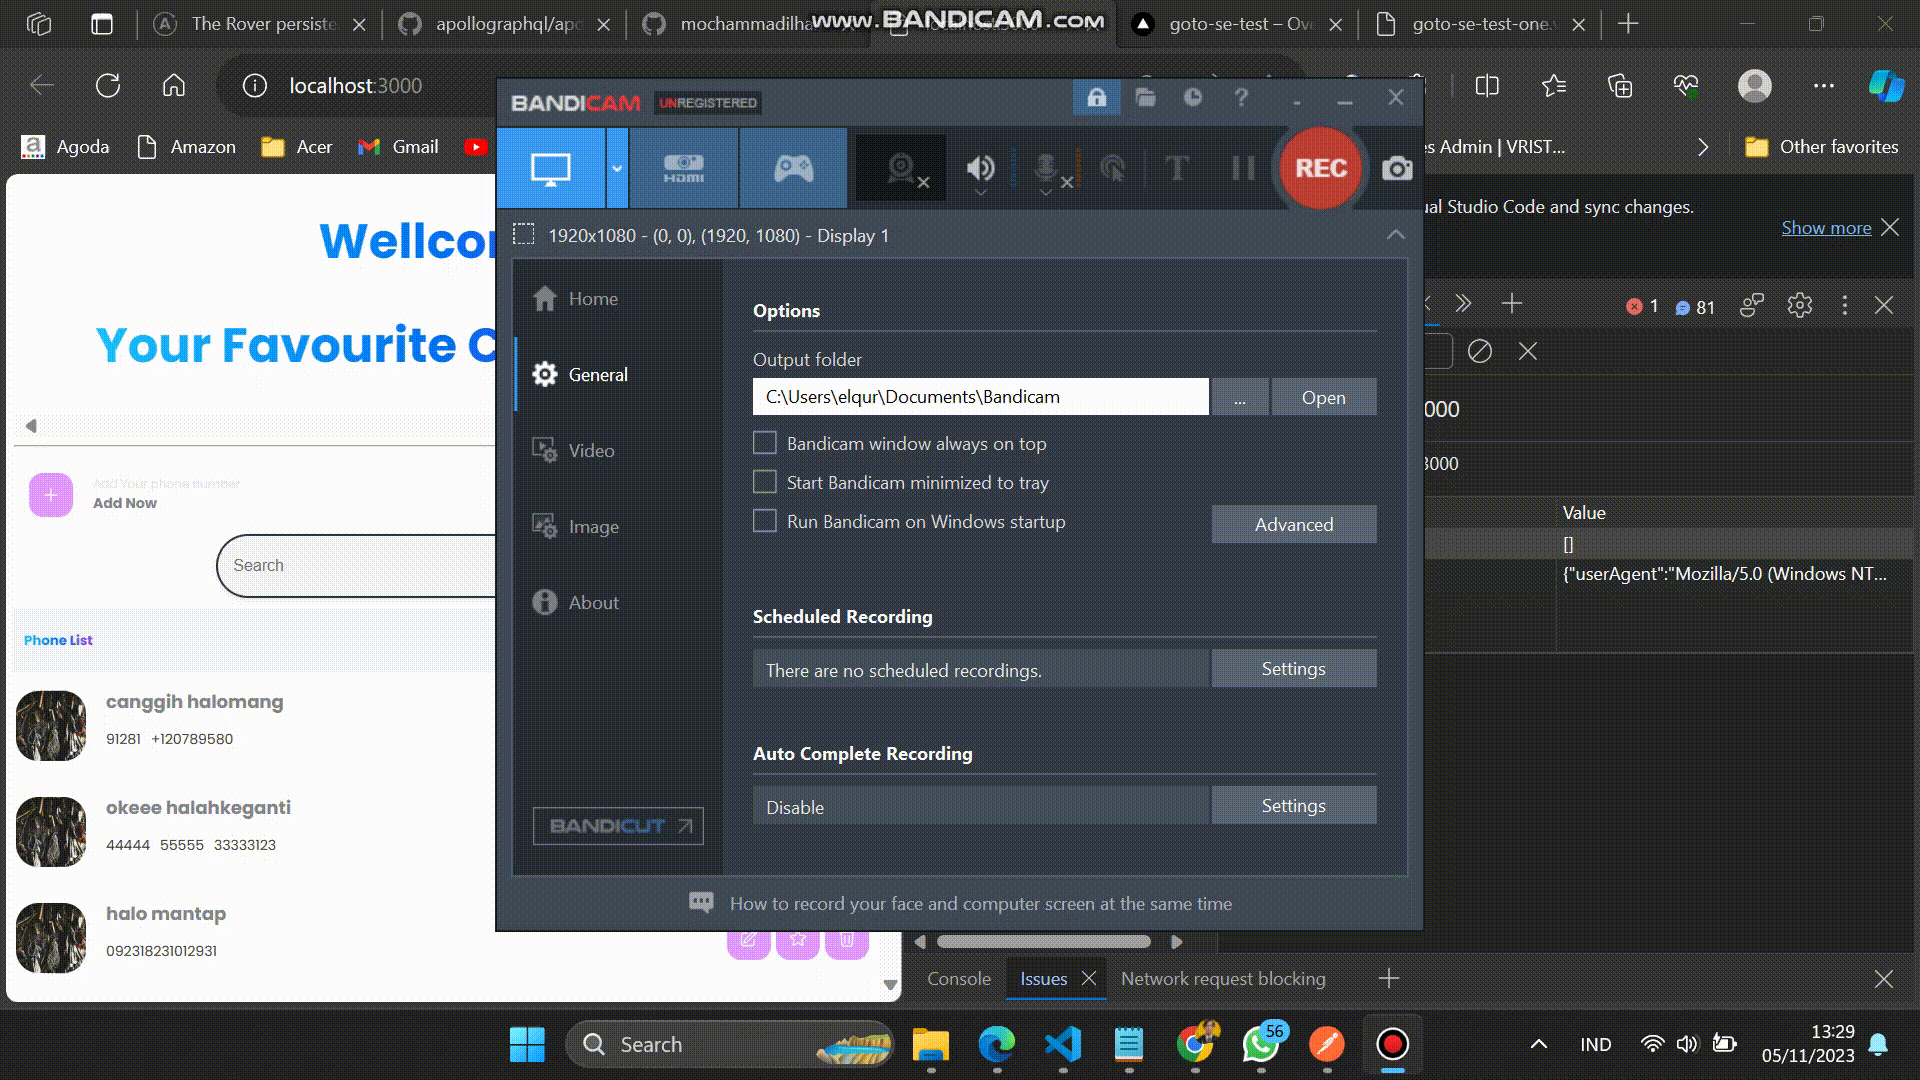 The Rover persiste
apollographql/apo
mochammadilha
www.BANDICAM.com
goto-se-test – Ov
goto-se-test-one.v
localhost:3000
Agoda
Amazon
Acer
Gmail
es Admin | VRIST...
Other favorites
BANDICAM UNREGISTERED
HDMI
T
REC
1920x1080 - (0, 0), (1920, 1080) - Display 1
Home
General
Video
Image
About
BANDICUT
Options
Output folder
C:\Users\elqur\Documents\Bandicam
...
Open
Bandicam window always on top
Start Bandicam minimized to tray
Run Bandicam on Windows startup
Advanced
Scheduled Recording
There are no scheduled recordings.
Settings
Auto Complete Recording
Disable
Settings
How to record your face and computer screen at the same time
Wellcor
Your Favourite C
Add Your phone number
Add Now
Search
Phone List
canggih halomang
91281 +120789580
okeee halahkeganti
44444 55555 33333123
halo mantap
092318231012931
ual Studio Code and sync changes.
Show more
1
81
000
3000
Value
[]
{"userAgent":"Mozilla/5.0 (Windows NT...
Console
Issues
Network request blocking
Search
56
IND
13:29
05/11/2023